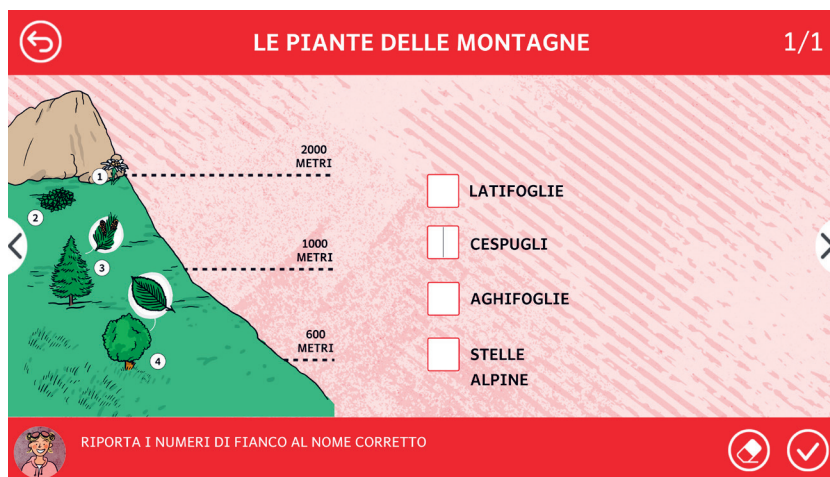 LE PIANTE DELLE MONTAGNE
1/1
2000
METRI
1
2
1000
METRI
3
600
METRI
4
LATIFOGLIE
CESPUGLI
AGHIFOGLIE
STELLE
ALPINE
RIPORTA I NUMERI DI FIANCO AL NOME CORRETTO